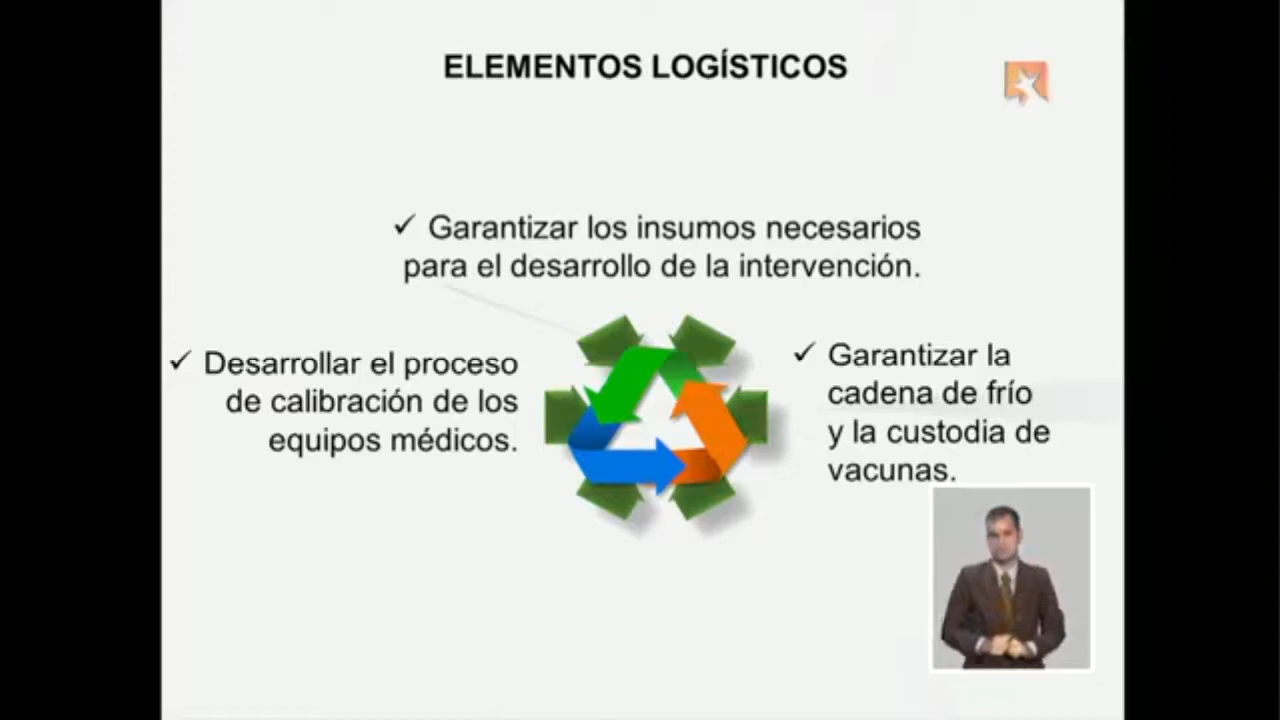 ELEMENTOS LOGÍSTICOS
✓ Garantizar los insumos necesarios
para el desarrollo de la intervención.
✓ Desarrollar el proceso
de calibración de los
equipos médicos.
✓ Garantizar la
cadena de frío
y la custodia de
vacunas.